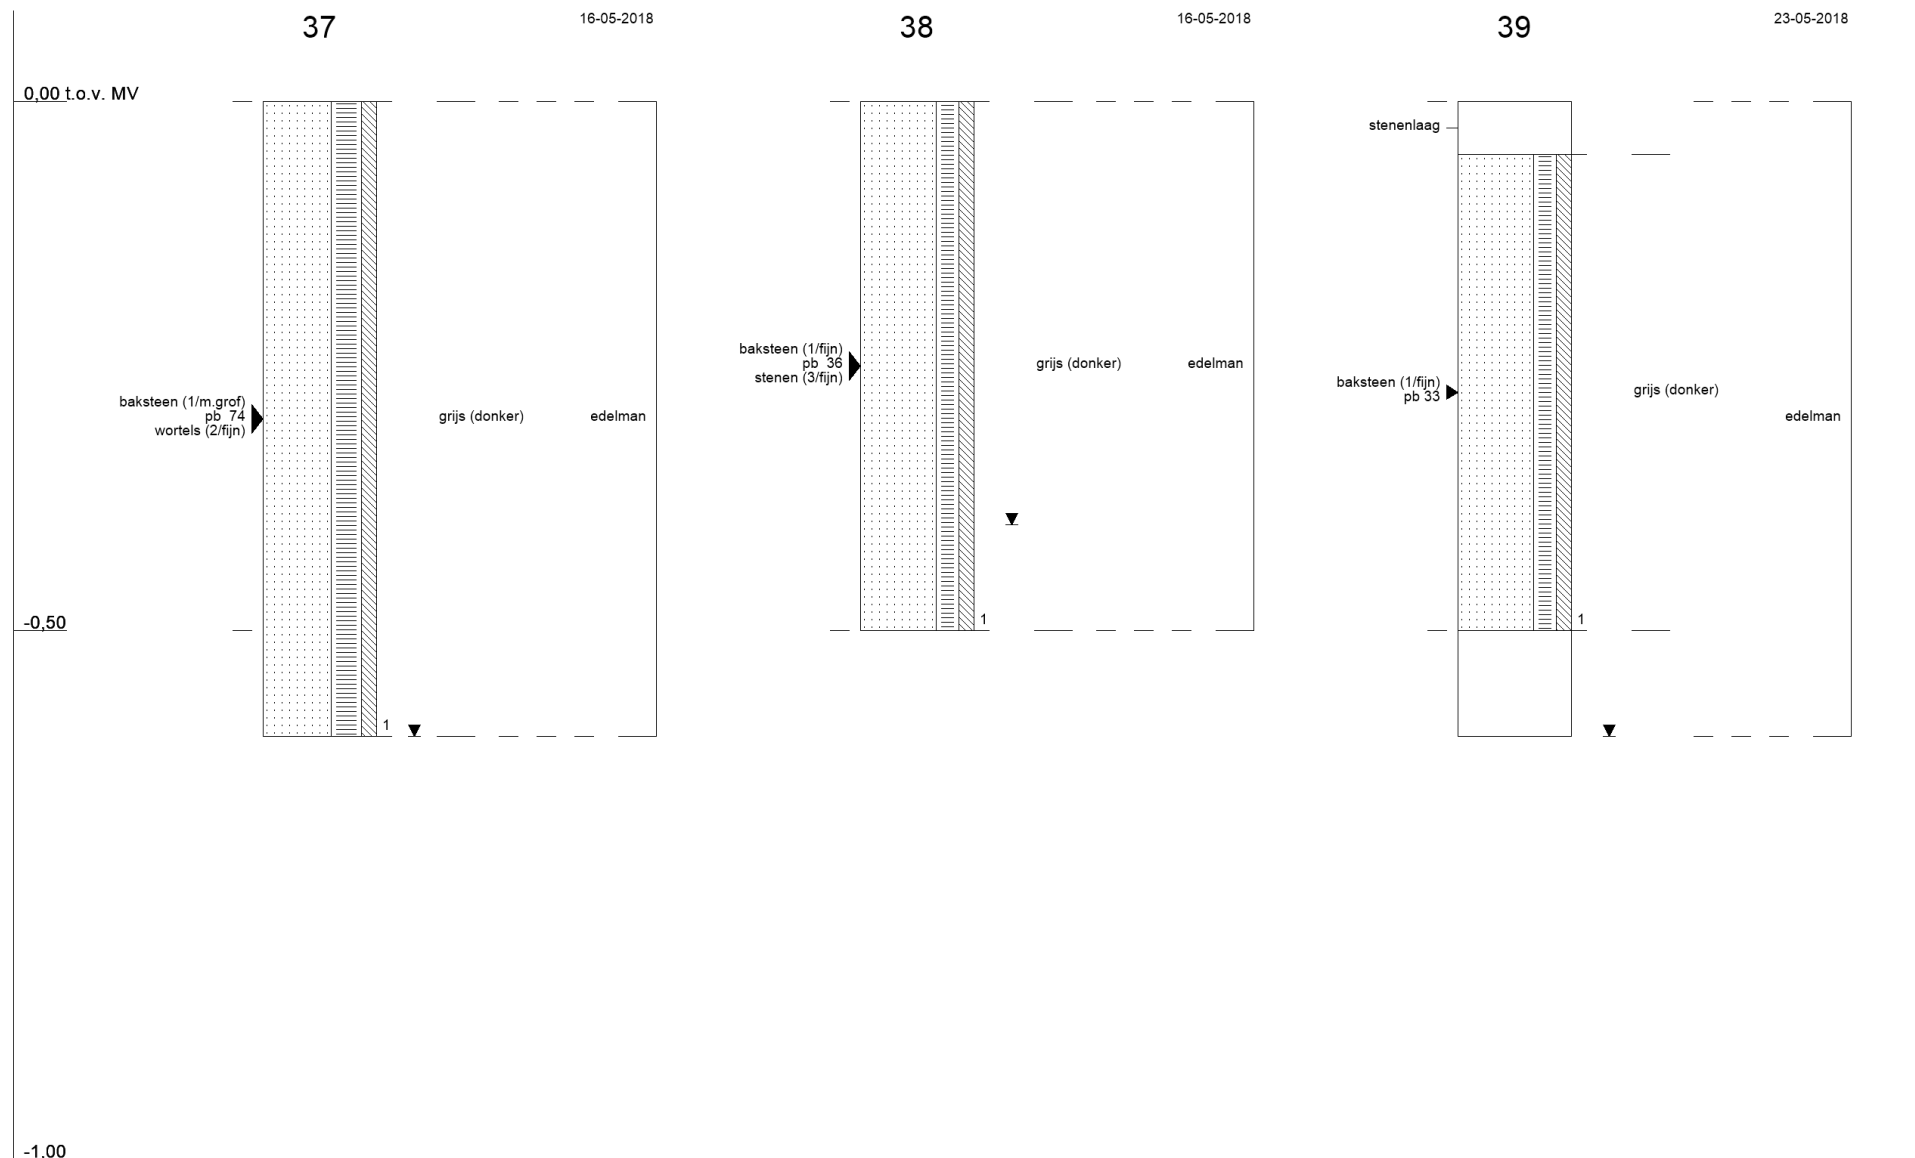 37
16-05-2018
38
16-05-2018
39
23-05-2018
0,00 t.o.v. MV
stenenlaag
baksteen (1/m.grof)
pb  74
wortels (2/fijn)
grijs (donker)
edelman
baksteen (1/fijn)
pb  36
stenen (3/fijn)
grijs (donker)
edelman
baksteen (1/fijn)
pb 33
grijs (donker)
edelman
-0,50
1
1
1
-1,00